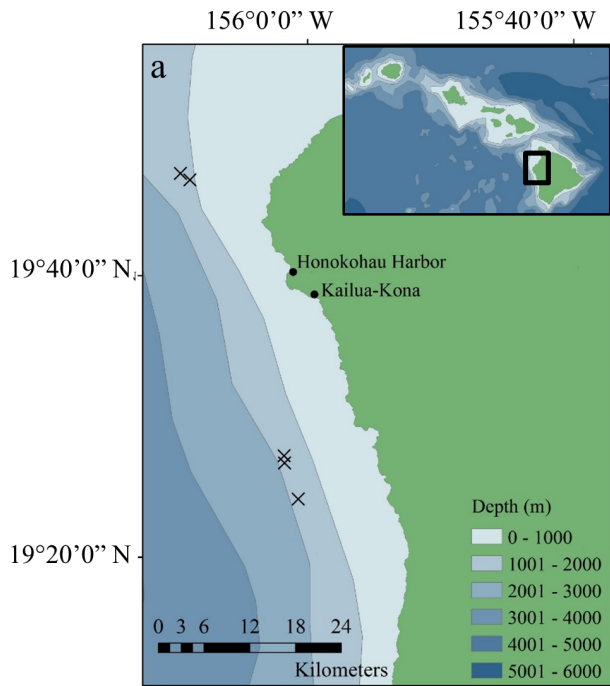 156°0’0” W 155°40’0” W
a
Honokohau Harbor
19°40’0” N
Kailua-Kona
19°20’0” N
Depth (m)
0 - 1000
1001 - 2000
2001 - 3000
3001 - 4000
4001 - 5000
5001 - 6000
0 3 6 12 18 24
Kilometers